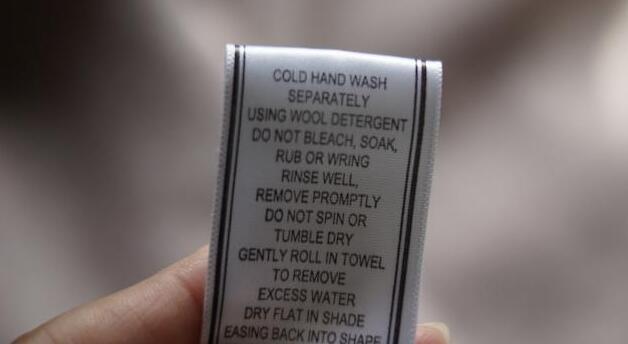 COLD HAND WASH
SEPARATELY
USING WOOL DETERGENT
DO NOT BLEACH, SOAK,
RUB OR WRING
RINSE WELL,
REMOVE PROMPTLY
DO NOT SPIN OR
TUMBLE DRY
GENTLY ROLL IN TOWEL
TO REMOVE
EXCESS WATER
DRY FLAT IN SHADE
EASING BACK INTO SHAPE